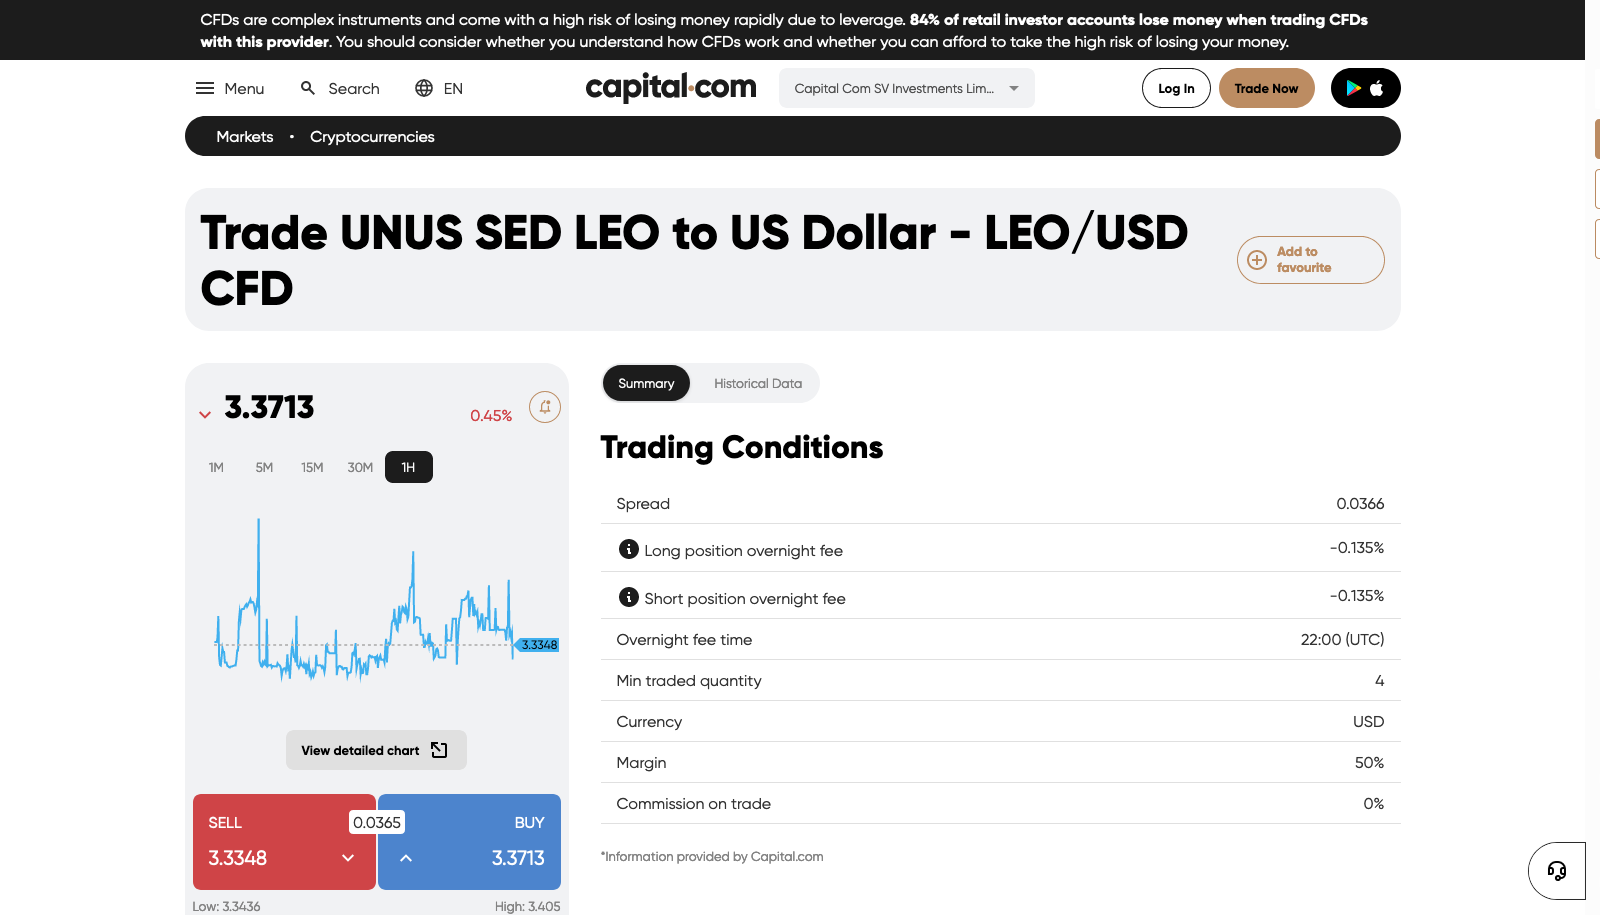 CFDs are complex instruments and come with a high risk of losing money rapidly due to leverage. 84% of retail investor accounts lose money when trading CFDs
with this provider. You should consider whether you understand how CFDs work and whether you can afford to take the high risk of losing your money.
Menu Search EN capital.com Capital Com SV Investments Lim... Log In Trade Now
Markets • Cryptocurrencies
Trade UNUS SED LEO to US Dollar - LEO/USD
CFD
Add to
favourite
3.3713 0.45%
1M 5M 15M 30M 1H
3.3348
View detailed chart
SELL 0.0365 BUY
3.3348 3.3713
Low: 3.3436 High: 3.405
Summary Historical Data
Trading Conditions
Spread 0.0366
Long position overnight fee -0.135%
Short position overnight fee -0.135%
Overnight fee time 22:00 (UTC)
Min traded quantity 4
Currency USD
Margin 50%
Commission on trade 0%
*Information provided by Capital.com